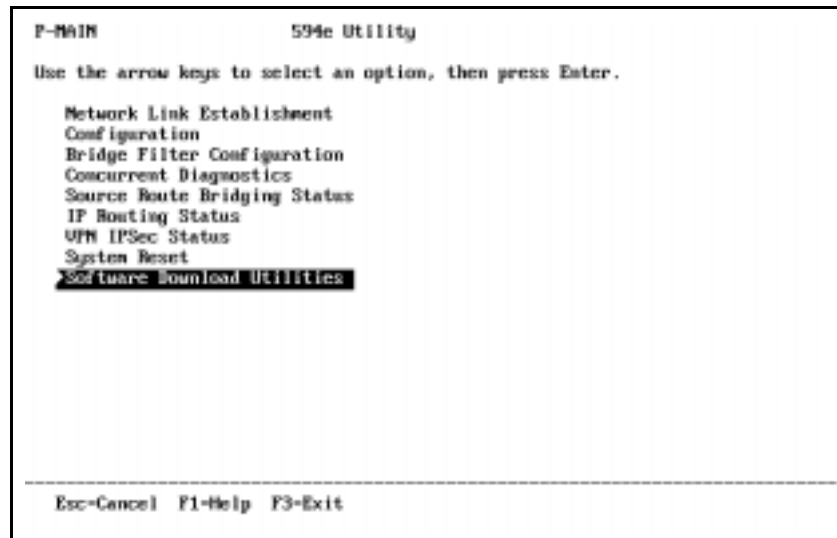 P-MAIN 594e Utility
Use the arrow keys to select an option, then press Enter.
Network Link Establishment
Configuration
Bridge Filter Configuration
Concurrent Diagnostics
Source Route Bridging Status
IP Routing Status
VPN IPSec Status
System Reset
Software Download Utilities
Esc=Cancel F1=Help F3=Exit